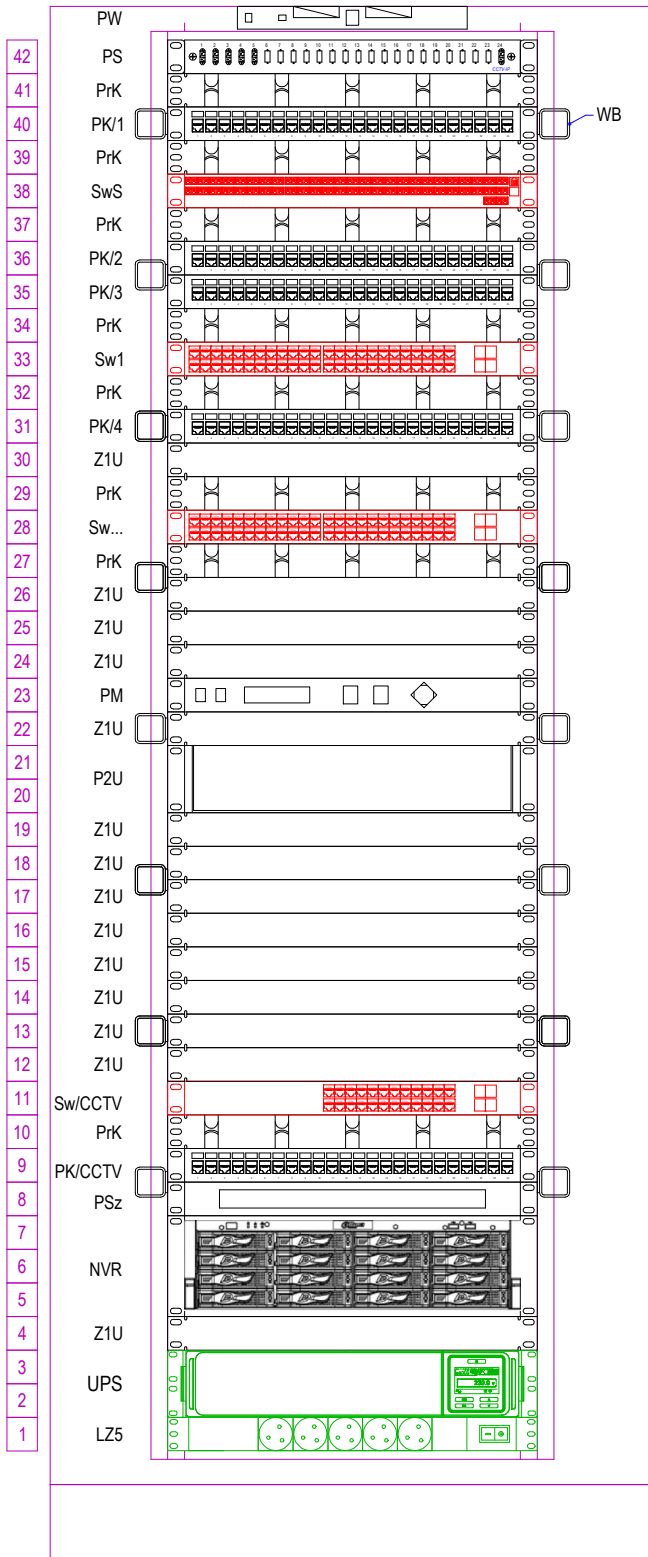 PW
42 PS
1 2 3 4 5 6 7 8 9 10 11 12 13 14 15 16 17 18 19 20 21 22 23 24
CCTV-IP
41 PrK
40 PK/1
WB
39 PrK
38 SwS
37 PrK
36 PK/2
35 PK/3
34 PrK
33 Sw1
32 PrK
31 PK/4
30 Z1U
29 PrK
28 Sw...
27 PrK
26 Z1U
25 Z1U
24 Z1U
23 PM
22 Z1U
21
P2U
20
19 Z1U
18 Z1U
17 Z1U
16 Z1U
15 Z1U
14 Z1U
13 Z1U
12 Z1U
11 Sw/CCTV
10 PrK
9 PK/CCTV
8 PSz
7
6 NVR
5
4 Z1U
3
UPS
220.0 V
2
1 LZ5